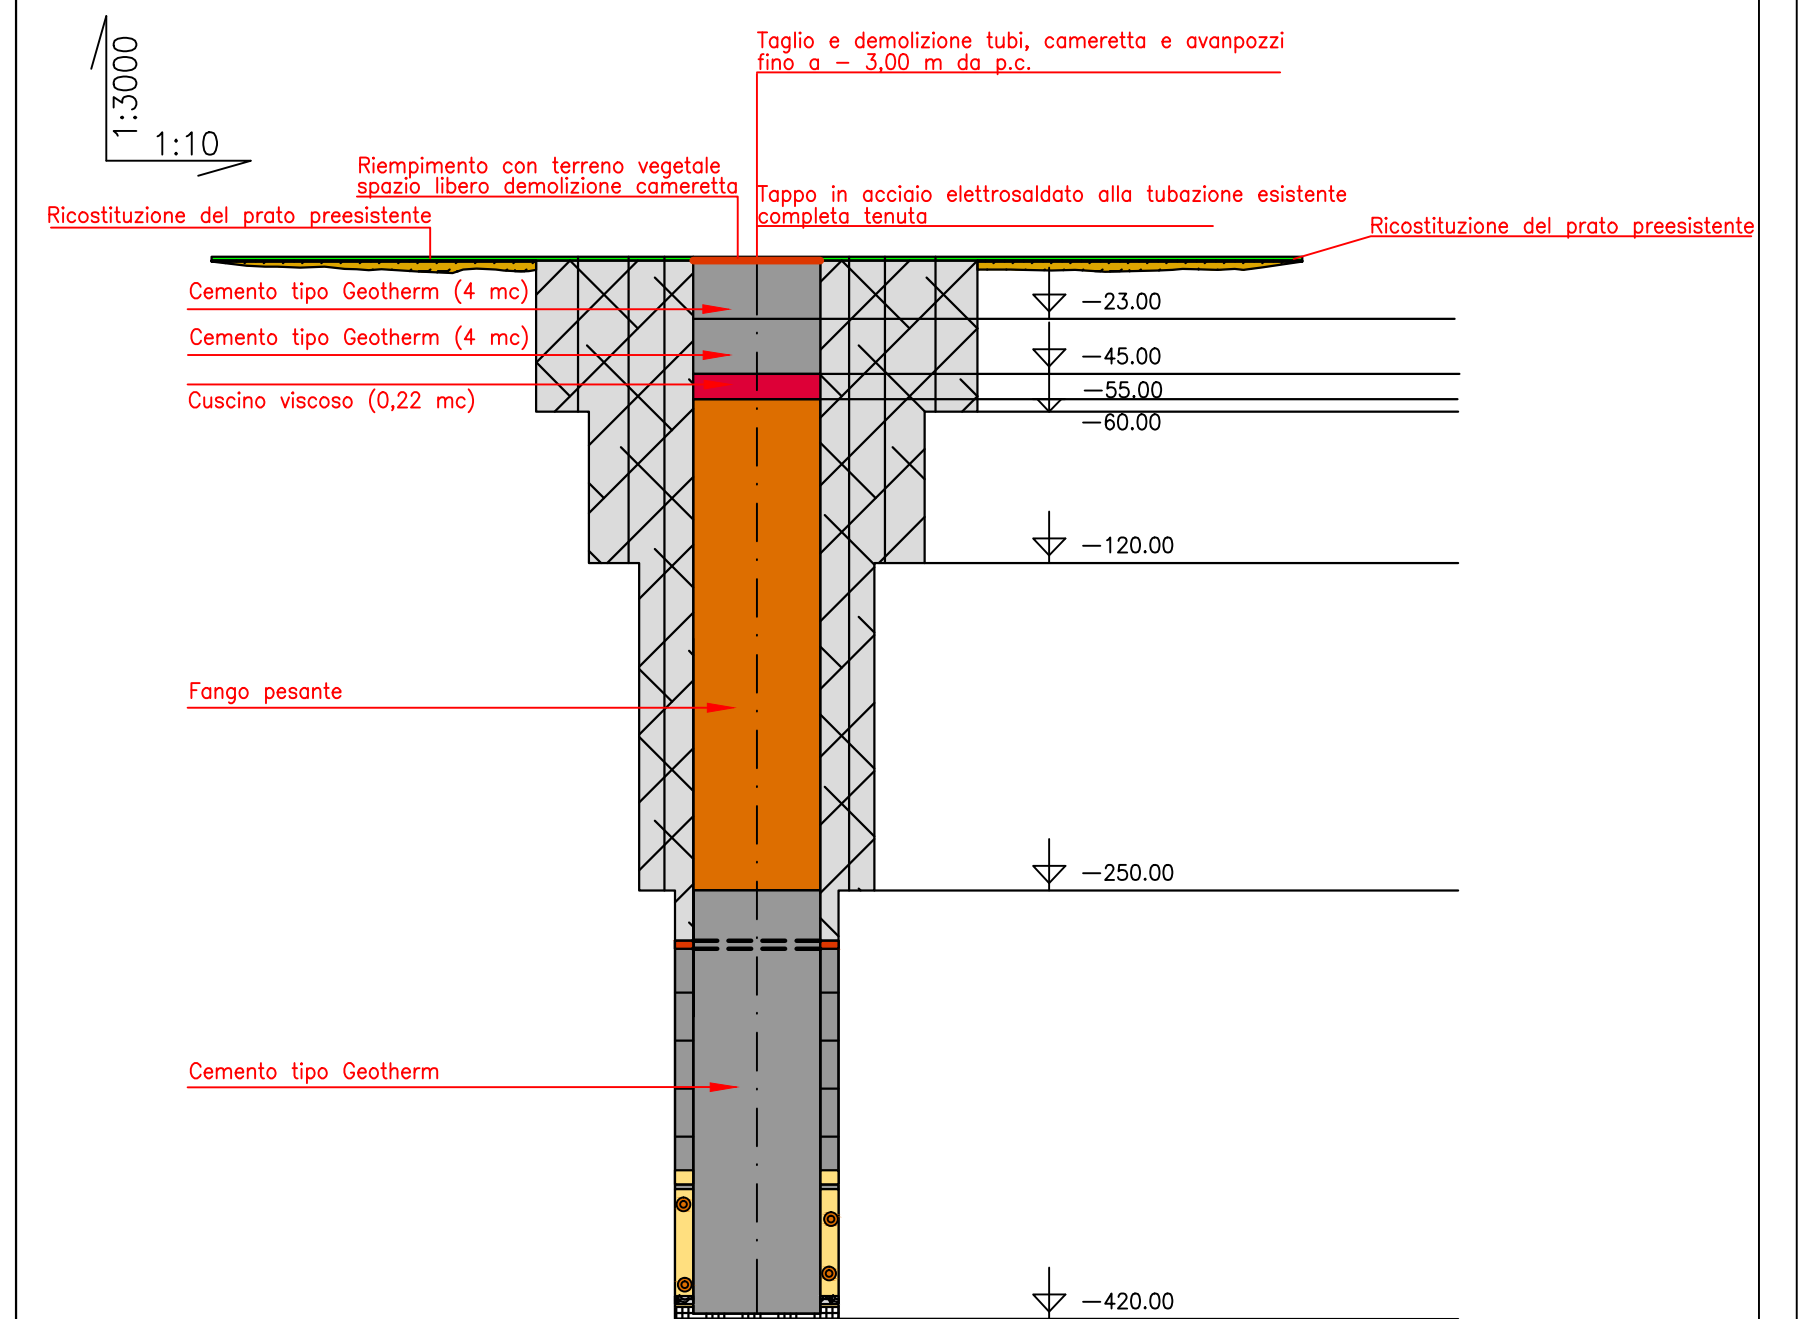 1:3000
1:10
Taglio e demolizione tubi, cameretta e avanpozzi
fino a – 3,00 m da p.c.
Riempimento con terreno vegetale
spazio libero demolizione cameretta
Tappo in acciaio elettrosaldato alla tubazione esistente
completa tenuta
Ricostituzione del prato preesistente
Ricostituzione del prato preesistente
Cemento tipo Geotherm (4 mc)
–23.00
Cemento tipo Geotherm (4 mc)
–45.00
–55.00
Cuscino viscoso (0,22 mc)
–60.00
–120.00
Fango pesante
–250.00
Cemento tipo Geotherm
–420.00